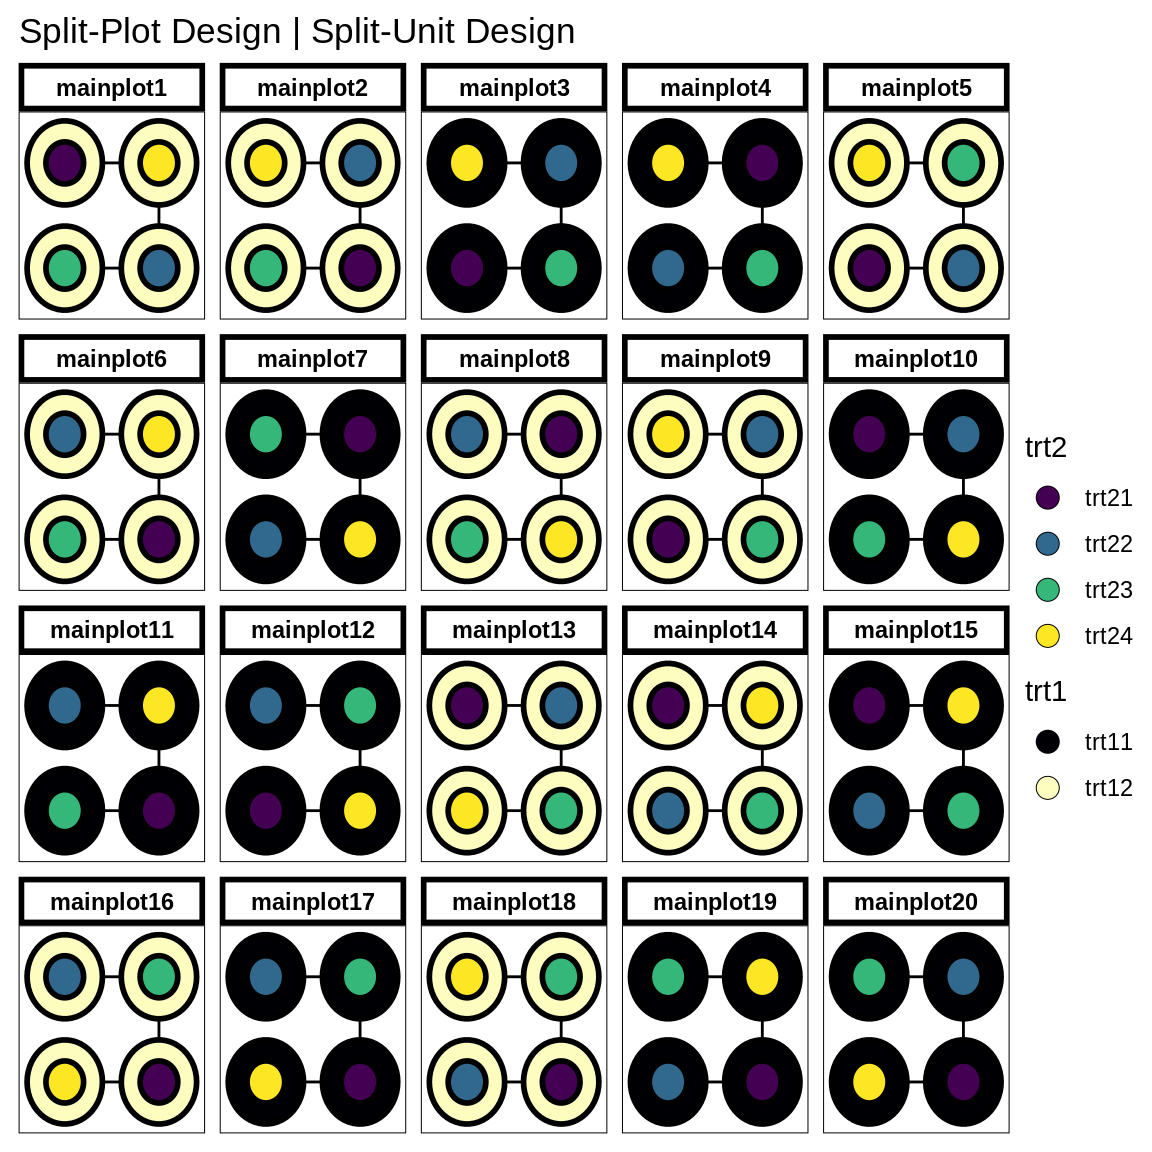 Split-Plot Design | Split-Unit Design
mainplot1 mainplot2 mainplot3 mainplot4 mainplot5
mainplot6 mainplot7 mainplot8 mainplot9 mainplot10
mainplot11 mainplot12 mainplot13 mainplot14 mainplot15
mainplot16 mainplot17 mainplot18 mainplot19 mainplot20
trt2
trt21
trt22
trt23
trt24
trt1
trt11
trt12